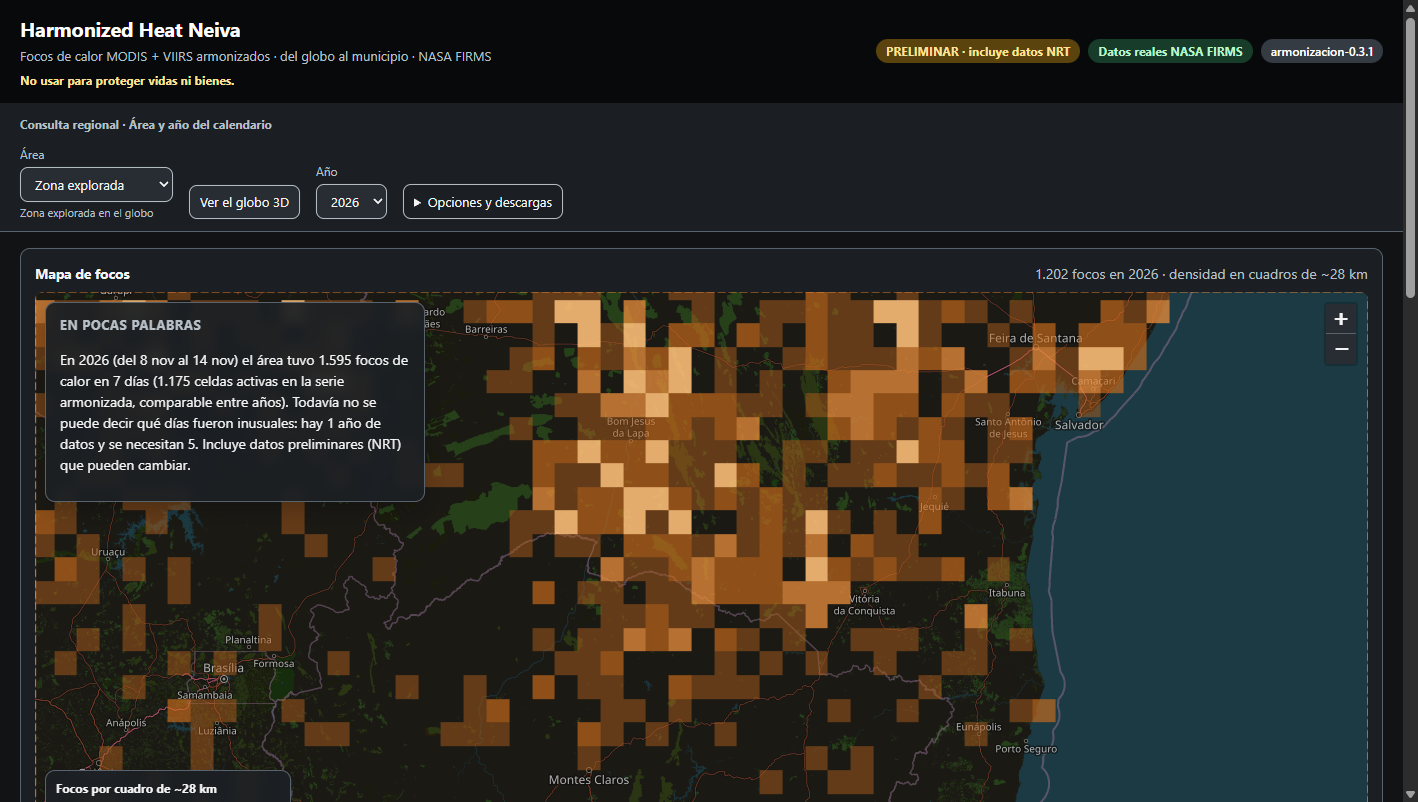 Harmonized Heat Neiva
Focos de calor MODIS + VIIRS armonizados · del globo al municipio · NASA FIRMS
No usar para proteger vidas ni bienes.
PRELIMINAR · incluye datos NRT
Datos reales NASA FIRMS
armonizacion-0.3.1
Consulta regional · Área y año del calendario
Área
Zona explorada
Zona explorada en el globo
Ver el globo 3D
Año
2026
Opciones y descargas
Mapa de focos
1.202 focos en 2026 · densidad en cuadros de ~28 km
EN POCAS PALABRAS
En 2026 (del 8 nov al 14 nov) el área tuvo 1.595 focos de
calor en 7 días (1.175 celdas activas en la serie
armonizada, comparable entre años). Todavía no se
puede decir qué días fueron inusuales: hay 1 año de
datos y se necesitan 5. Incluye datos preliminares (NRT)
que pueden cambiar.
+
−
Barreiras
Feira de Santana
Camaçari
Bom Jesus
da Lapa
Santo Antônio
de Jesus
Salvador
Jequié
Uruaçu
Itabuna
Vitória
da Conquista
Planaltina
Formosa
Brasília
Samambaia
Anápolis
Luziânia
Eunápolis
Porto Seguro
Montes Claros
Focos por cuadro de ~28 km